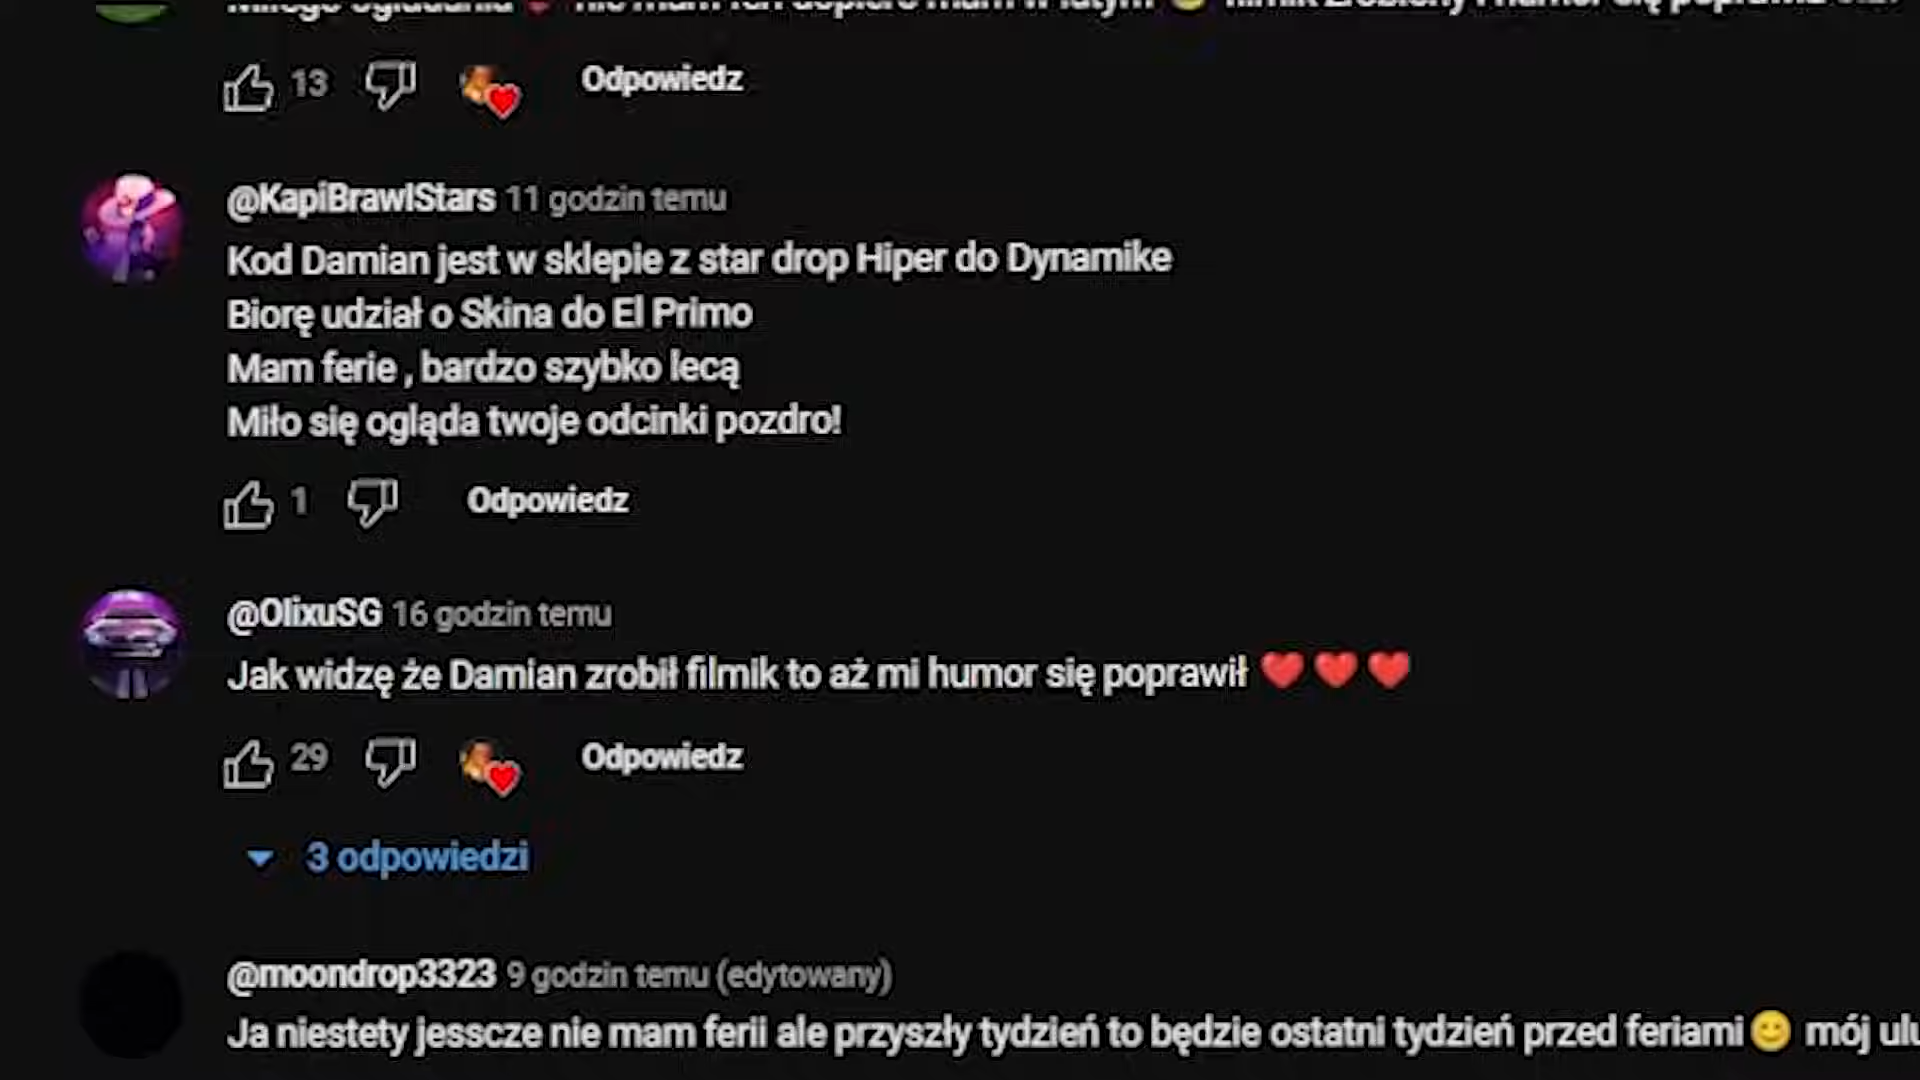 13 Odpowiedz
@KapiBrawlStars 11 godzin temu
Kod Damian jest w sklepie z star drop Hiper do Dynamike
Biorę udział o Skina do El Primo
Mam ferie , bardzo szybko lecą
Miło się ogląda twoje odcinki pozdro!
1 Odpowiedz
@OlixuSG 16 godzin temu
Jak widzę że Damian zrobił filmik to aż mi humor się poprawił ❤️❤️❤️
29 Odpowiedz
3 odpowiedzi
@moondrop3323 9 godzin temu (edytowany)
Ja niestety jesscze nie mam ferii ale przyszły tydzień to będzie ostatni tydzień przed feriami😊 mój